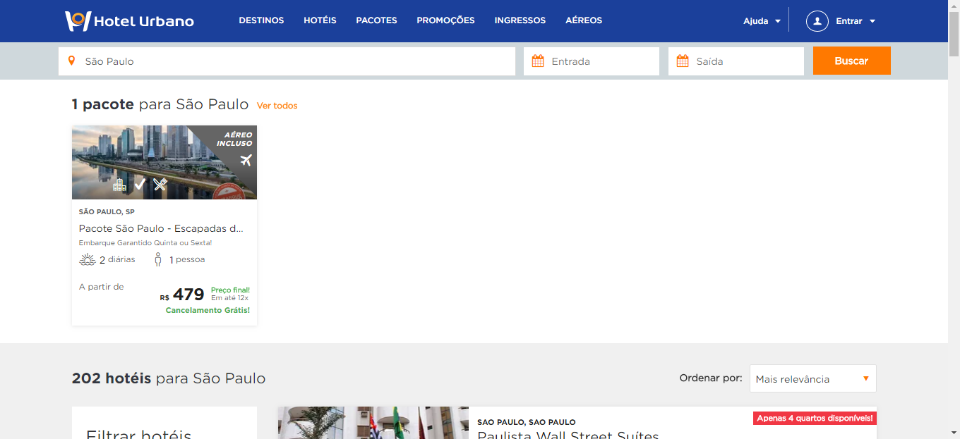 Hotel Urbano
DESTINOS HOTÉIS PACOTES PROMOÇÕES INGRESSOS AÉREOS
Ajuda Entrar
São Paulo Entrada Saída Buscar
1 pacote para São Paulo Ver todos
AÉREO
INCLUSO
SÃO PAULO, SP
Pacote São Paulo - Escapadas d...
Embarque Garantido Quinta ou Sexta!
2 diárias 1 pessoa
A partir de
R$ 479 Preço final!
Em até 12x
Cancelamento Grátis!
202 hotéis para São Paulo
Ordenar por: Mais relevância
Filtrar hotéis
SAO PAULO, SAO PAULO
Apenas 4 quartos disponíveis!
Paulista Wall Street Suítes